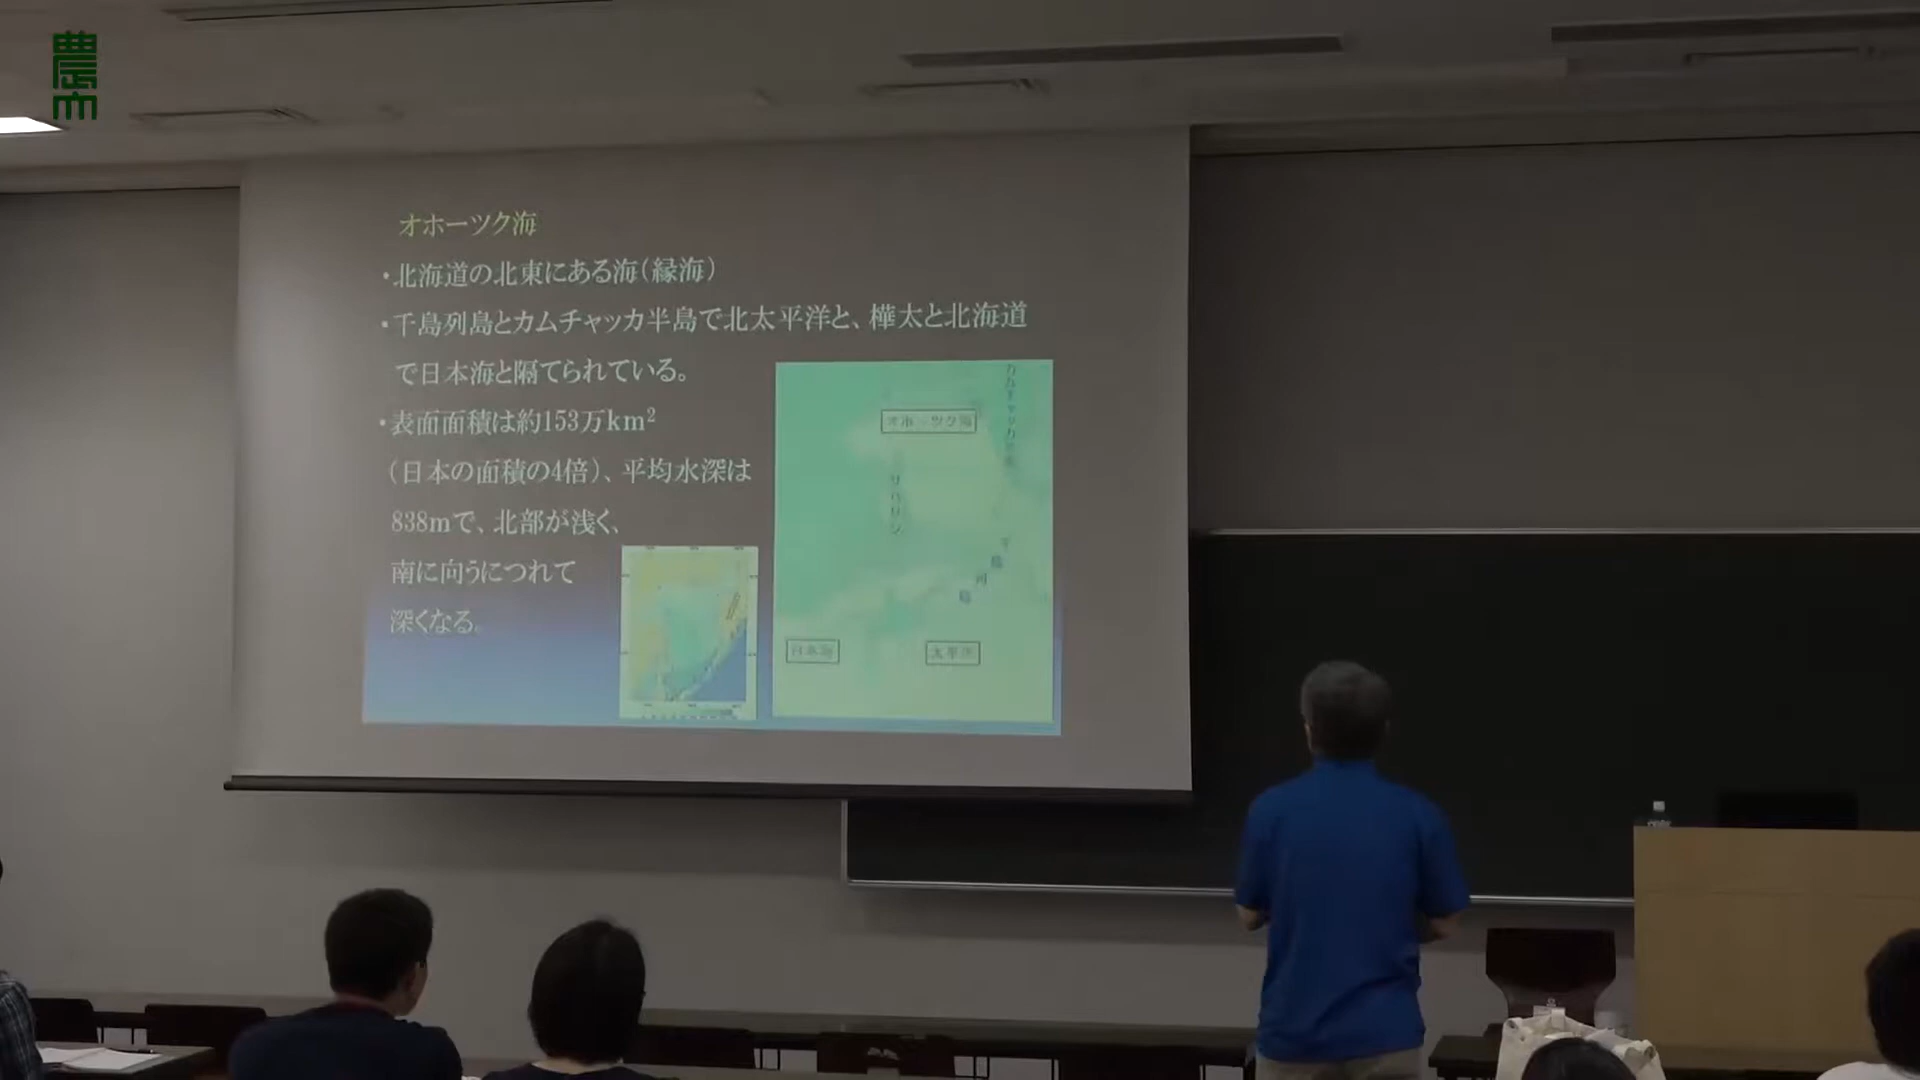 農大
オホーツク海
・北海道の北東にある海(縁海)
・千島列島とカムチャッカ半島で北太平洋と、樺太と北海道
で日本海と隔てられている。
・表面面積は約153万km²
(日本の面積の4倍)、平均水深は
838mで、北部が浅く、
南に向うにつれて
深くなる。
オホーツク海
サハリン
日本海
太平洋